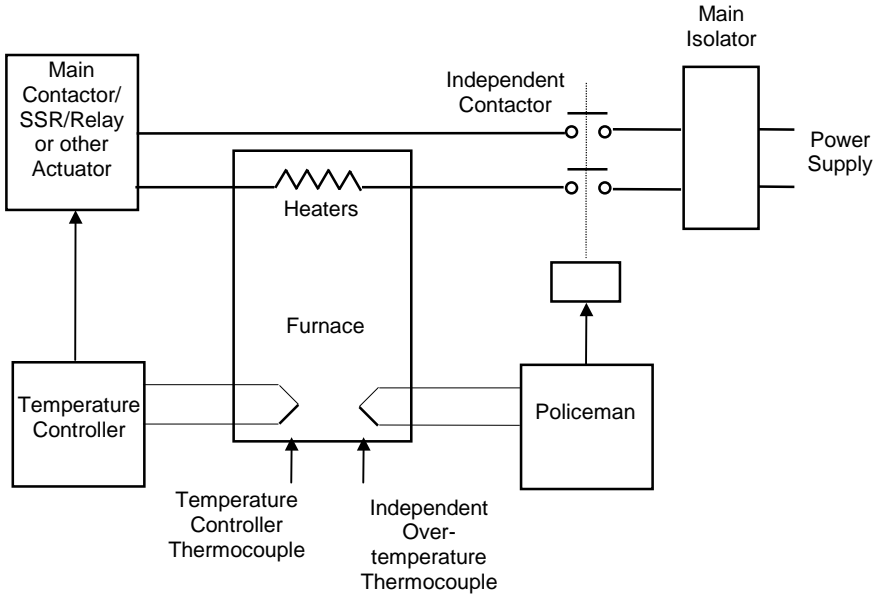 Main
Isolator
Main
Contactor/
SSR/Relay
or other
Actuator
Independent
Contactor
Power
Supply
Heaters
Furnace
Temperature
Controller
Policeman
Temperature
Controller
Thermocouple
Independent
Over-
temperature
Thermocouple